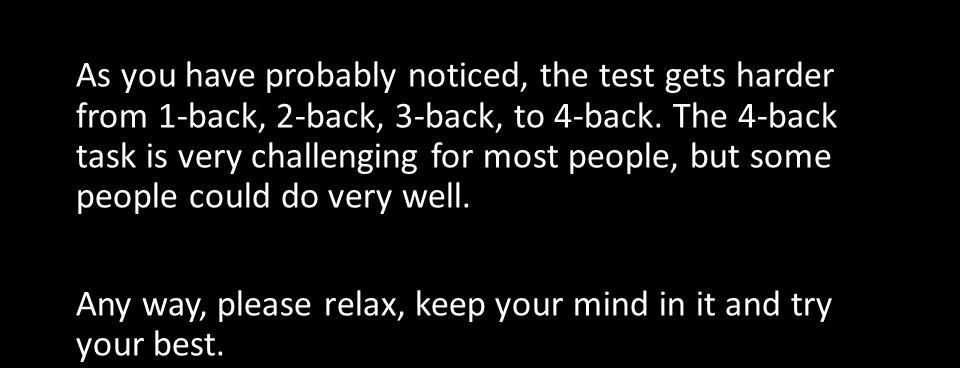 As you have probably noticed, the test gets harder
from 1-back, 2-back, 3-back, to 4-back. The 4-back
task is very challenging for most people, but some
people could do very well.
Any way, please relax, keep your mind in it and try
your best.